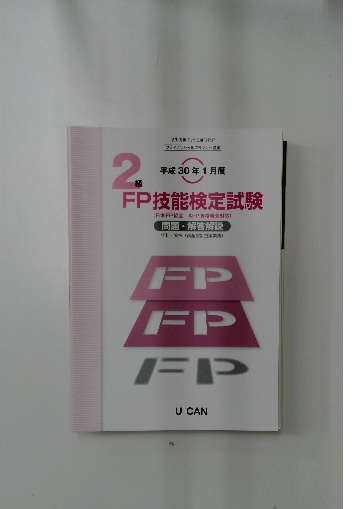 平成30年1月度
2級
FP技能検定試験
問題・解答解説
FP
FP
FP
U CAN